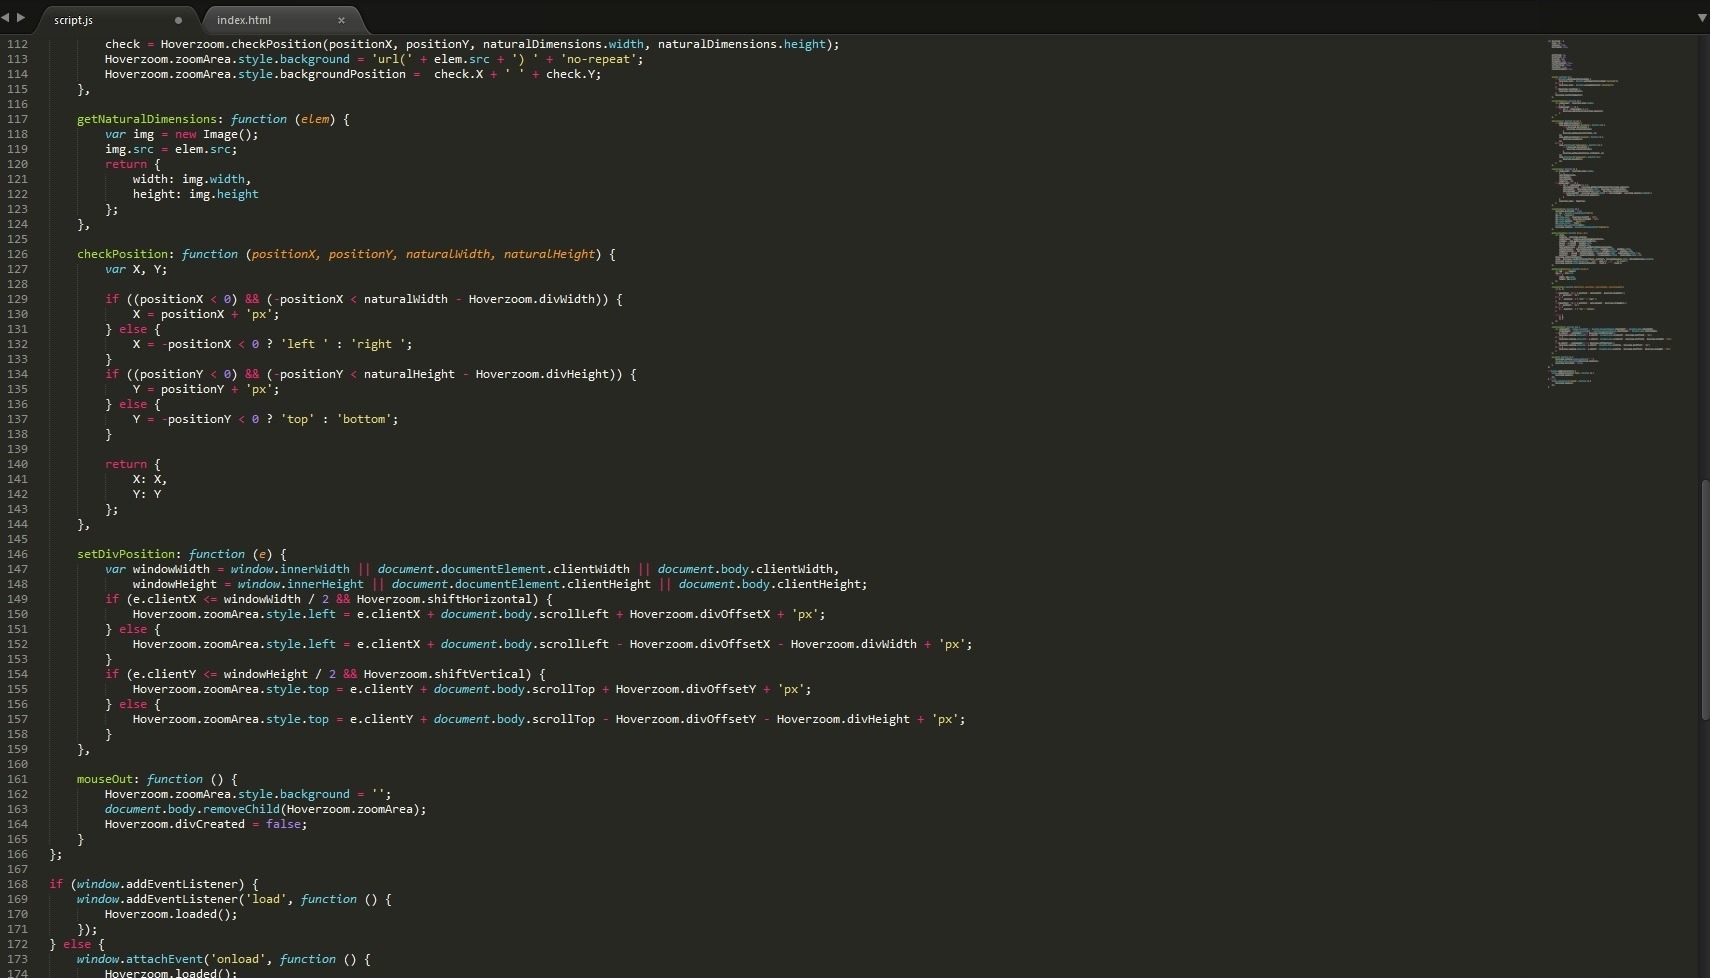 script.js index.html
112 check = Hoverzoom.checkPosition(positionX, positionY, naturalDimensions.width, naturalDimensions.height);
113 Hoverzoom.zoomArea.style.background = 'url(' + elem.src + ') ' + 'no-repeat';
114 Hoverzoom.zoomArea.style.backgroundPosition =  check.X + ' ' + check.Y;
115 },
116
117 getNaturalDimensions: function (elem) {
118 var img = new Image();
119 img.src = elem.src;
120 return {
121 width: img.width,
122 height: img.height
123 };
124 },
125
126 checkPosition: function (positionX, positionY, naturalWidth, naturalHeight) {
127 var X, Y;
128
129 if ((positionX < 0) && (-positionX < naturalWidth - Hoverzoom.divWidth)) {
130 X = positionX + 'px';
131 } else {
132 X = -positionX < 0 ? 'left ' : 'right ';
133 }
134 if ((positionY < 0) && (-positionY < naturalHeight - Hoverzoom.divHeight)) {
135 Y = positionY + 'px';
136 } else {
137 Y = -positionY < 0 ? 'top' : 'bottom';
138 }
139
140 return {
141 X: X,
142 Y: Y
143 };
144 },
145
146 setDivPosition: function (e) {
147 var windowWidth = window.innerWidth || document.documentElement.clientWidth || document.body.clientWidth,
148 windowHeight = window.innerHeight || document.documentElement.clientHeight || document.body.clientHeight;
149 if (e.clientX <= windowWidth / 2 && Hoverzoom.shiftHorizontal) {
150 Hoverzoom.zoomArea.style.left = e.clientX + document.body.scrollLeft + Hoverzoom.divOffsetX + 'px';
151 } else {
152 Hoverzoom.zoomArea.style.left = e.clientX + document.body.scrollLeft - Hoverzoom.divOffsetX - Hoverzoom.divWidth + 'px';
153 }
154 if (e.clientY <= windowHeight / 2 && Hoverzoom.shiftVertical) {
155 Hoverzoom.zoomArea.style.top = e.clientY + document.body.scrollTop + Hoverzoom.divOffsetY + 'px';
156 } else {
157 Hoverzoom.zoomArea.style.top = e.clientY + document.body.scrollTop - Hoverzoom.divOffsetY - Hoverzoom.divHeight + 'px';
158 }
159 },
160
161 mouseOut: function () {
162 Hoverzoom.zoomArea.style.background = '';
163 document.body.removeChild(Hoverzoom.zoomArea);
164 Hoverzoom.divCreated = false;
165 }
166 };
167
168 if (window.addEventListener) {
169 window.addEventListener('load', function () {
170 Hoverzoom.loaded();
171 });
172 } else {
173 window.attachEvent('onload', function () {
174 Hoverzoom.loaded();